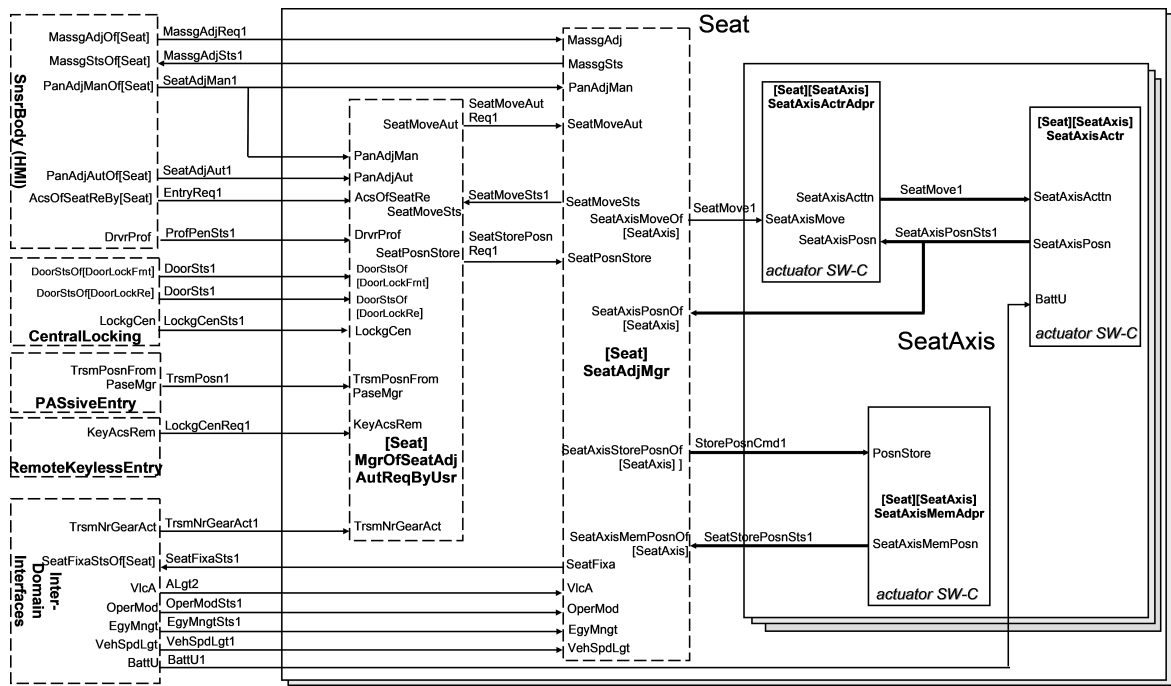 Seat
MassgAdjOf[Seat]
MassgAdjReq1
MassgAdj
MassgStsOf[Seat]
MassgAdjSts1
MassgSts
PanAdjManOf[Seat]
SeatAdjMan1
PanAdjMan
SnsrBody (HMI)
PanAdjAutOf[Seat]
SeatAdjAut1
AcsOfSeatReBy[Seat]
EntryReq1
DrvrProf
ProfPenSts1
DoorStsOf[DoorLockFrnt]
DoorSts1
DoorStsOf[DoorLockRe]
DoorSts1
LockgCen
LockgCenSts1
CentralLocking
TrsmPosnFrom
PaseMgr
TrsmPosn1
PASsiveEntry
KeyAcsRem
LockgCenReq1
RemoteKeylessEntry
TrsmNrGearAct
TrsmNrGearAct1
SeatFixaStsOf[Seat]
SeatFixaSts1
Inter-
Domain
Interfaces
VlcA
ALgt2
OperMod
OperModSts1
EgyMngt
EgyMngtSts1
VehSpdLgt
VehSpdLgt1
BattU
BattU1
SeatMoveAut
PanAdjMan
PanAdjAut
AcsOfSeatRe
SeatMoveSts
DrvrProf
SeatPosnStore
DoorStsOf
[DoorLockFrnt]
DoorStsOf
[DoorLockRe]
LockgCen
TrsmPosnFrom
PaseMgr
KeyAcsRem
[Seat]
MgrOfSeatAdj
AutReqByUsr
TrsmNrGearAct
SeatMoveAut
Req1
SeatMoveSts1
SeatStorePosn
Req1
SeatMoveAut
SeatMoveSts
SeatAxisMoveOf
[SeatAxis]
SeatPosnStore
SeatAxisPosnOf
[SeatAxis]
[Seat]
SeatAdjMgr
SeatAxisStorePosnOf
[SeatAxis] ]
SeatAxisMemPosnOf
[SeatAxis]
SeatFixa
VlcA
OperMod
EgyMngt
VehSpdLgt
SeatMove1
StorePosnCmd1
SeatStorePosnSts1
[Seat][SeatAxis]
SeatAxisActrAdpr
SeatAxisActtn
SeatAxisMove
SeatAxisPosn
actuator SW-C
SeatMove1
SeatAxisPosnSts1
[Seat][SeatAxis]
SeatAxisActr
SeatAxisActtn
SeatAxisPosn
BattU
actuator SW-C
SeatAxis
PosnStore
[Seat][SeatAxis]
SeatAxisMemAdpr
SeatAxisMemPosn
actuator SW-C